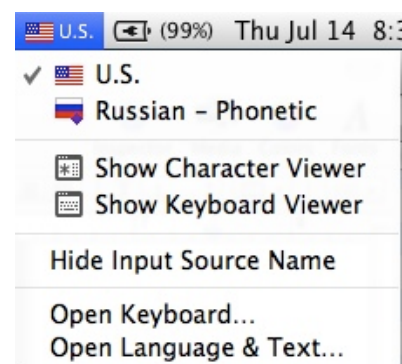 U.S. (99%) Thu Jul 14 8:3
✓ U.S.
Russian – Phonetic
Show Character Viewer
Show Keyboard Viewer
Hide Input Source Name
Open Keyboard...
Open Language & Text...